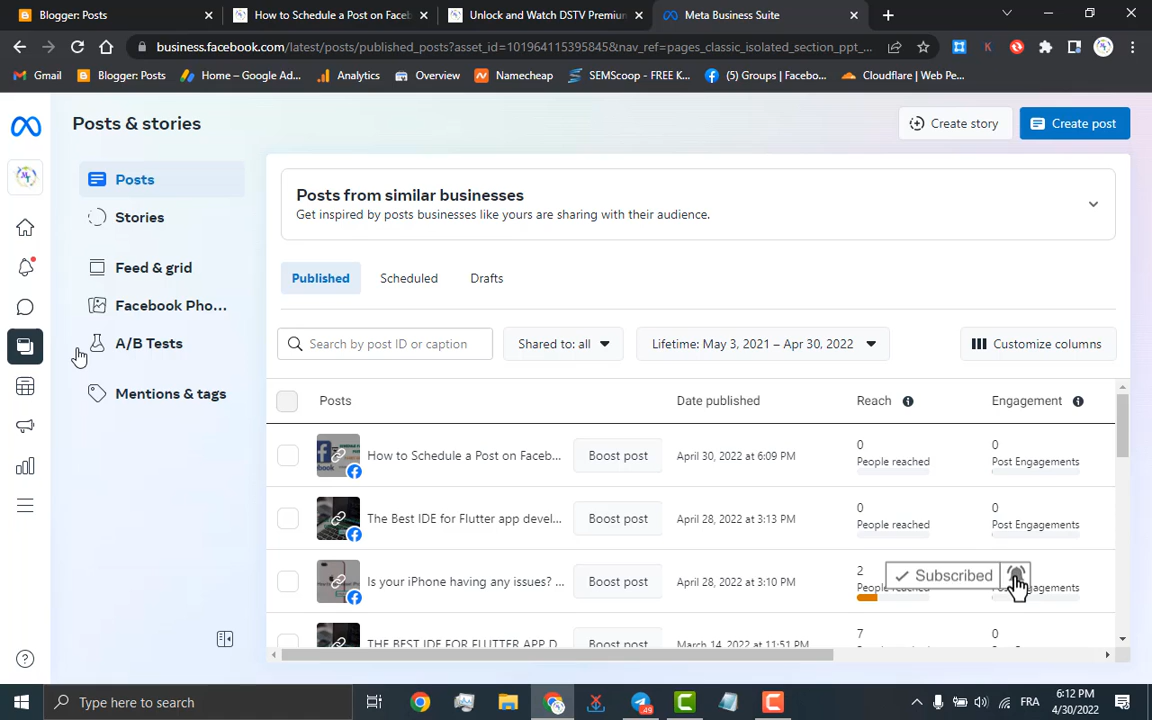 Blogger: Posts
How to Schedule a Post on Faceb
Unlock and Watch DSTV Premium
Meta Business Suite
business.facebook.com/latest/posts/published_posts?asset_id=101964115395845&nav_ref=pages_classic_isolated_section_ppt_...
Gmail
Blogger: Posts
Home – Google Ad...
Analytics
Overview
Namecheap
SEMScoop - FREE K...
(5) Groups | Facebo...
Cloudflare | Web Pe...
Posts & stories
Create story
Create post
Posts
Stories
Feed & grid
Facebook Pho...
A/B Tests
Mentions & tags
Posts from similar businesses
Get inspired by posts businesses like yours are sharing with their audience.
Published
Scheduled
Drafts
Search by post ID or caption
Shared to: all
Lifetime: May 3, 2021 – Apr 30, 2022
Customize columns
Posts
Date published
Reach
Engagement
How to Schedule a Post on Faceb...
Boost post
April 30, 2022 at 6:09 PM
0
People reached
0
Post Engagements
The Best IDE for Flutter app devel...
Boost post
April 28, 2022 at 3:13 PM
0
People reached
0
Post Engagements
Is your iPhone having any issues? ...
Boost post
April 28, 2022 at 3:10 PM
2
Subscribed
THE BEST IDE FOR FLUTTER APP D
Boost post
March 14, 2022 at 11:51 PM
7
0
Type here to search
49
FRA
6:12 PM
4/30/2022